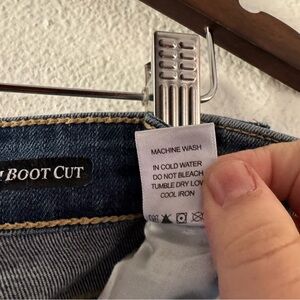 BOOT CUT
MACHINE WASH
IN COLD WATER
DO NOT BLEACH
TUMBLE DRY LOW
COOL IRON